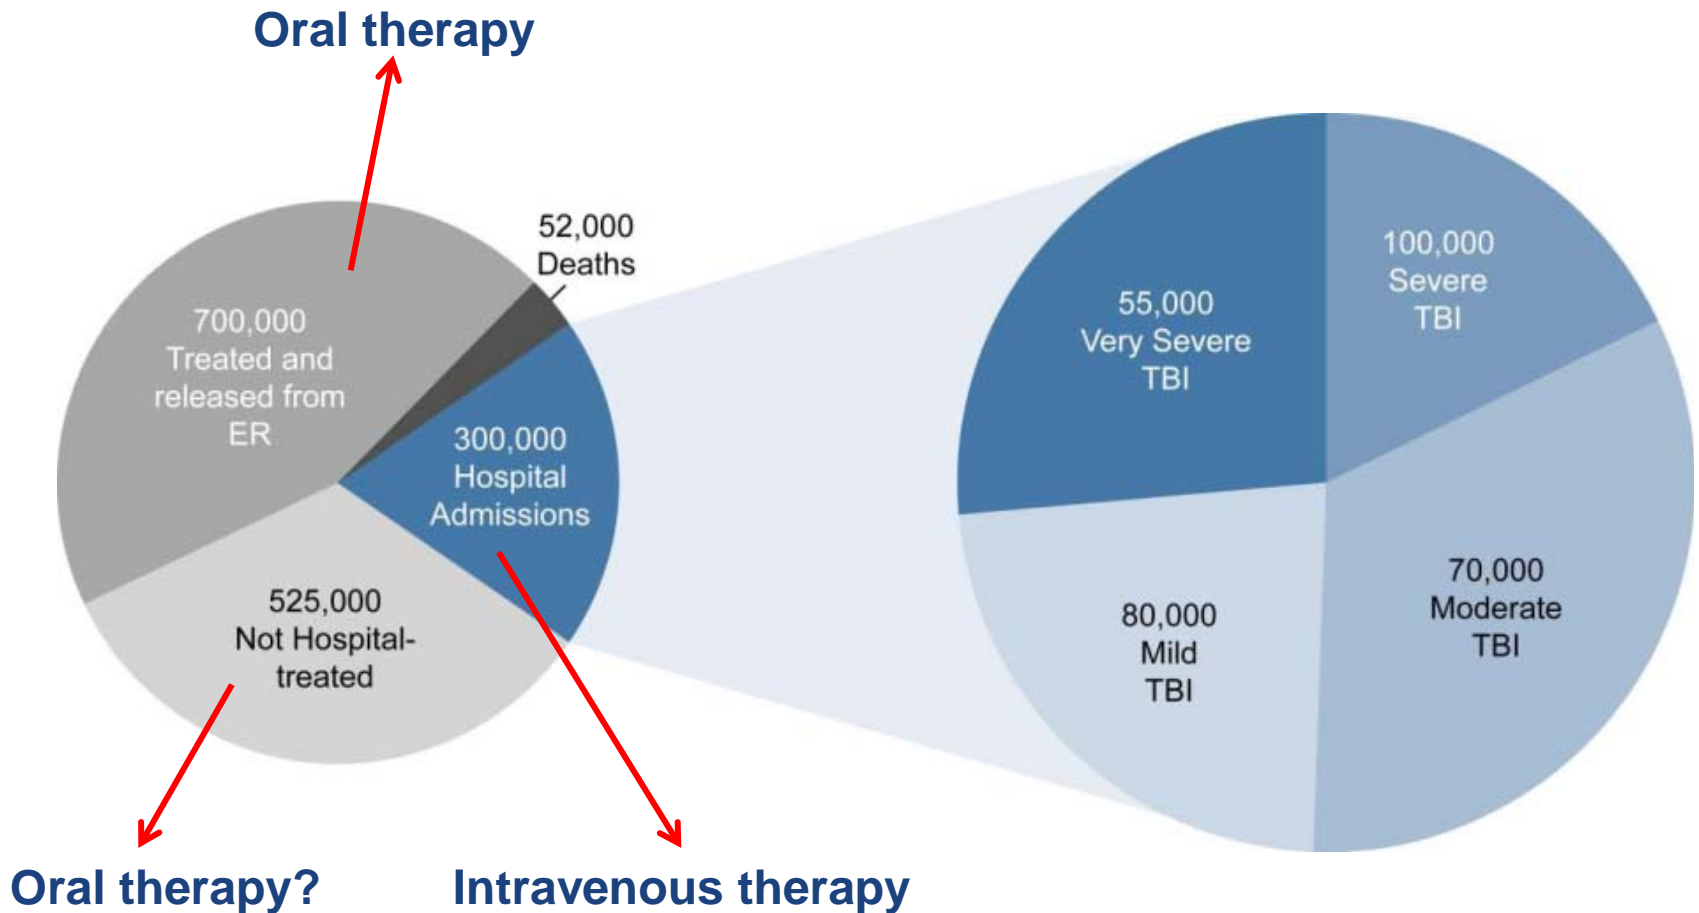 Oral therapy
52,000
Deaths
700,000
Treated and
released from
ER
300,000
Hospital
Admissions
525,000
Not Hospital-
treated
55,000
Very Severe
TBI
100,000
Severe
TBI
80,000
Mild
TBI
70,000
Moderate
TBI
Oral therapy?
Intravenous therapy